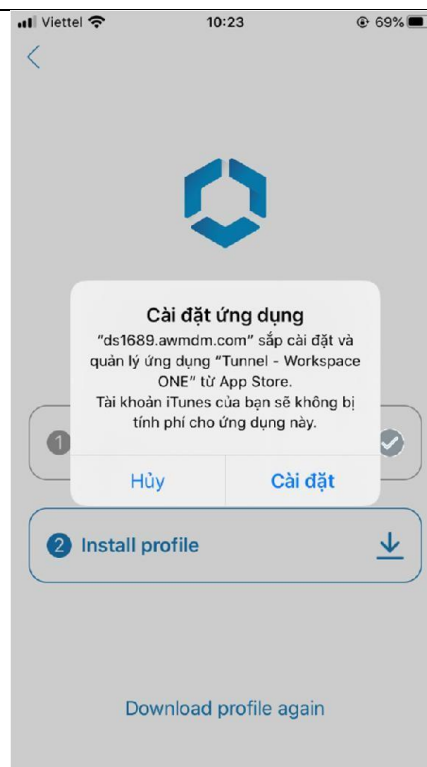 Viettel 10:23 69%
Cài đặt ứng dụng
"ds1689.awmdm.com" sắp cài đặt và
quản lý ứng dụng "Tunnel - Workspace
ONE" từ App Store.
Tài khoản iTunes của bạn sẽ không bị
tính phí cho ứng dụng này.
1
Hủy Cài đặt
2 Install profile
Download profile again